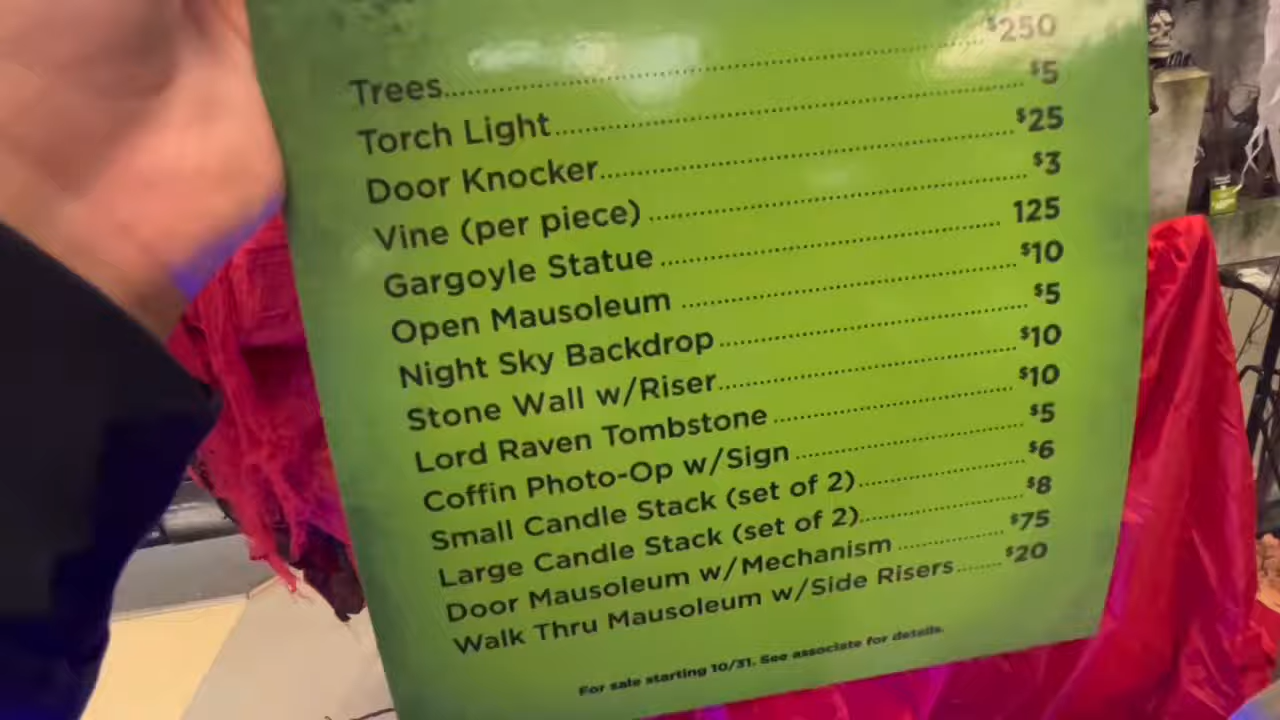 Trees..........$250
Torch Light..........$5
Door Knocker..........$25
Vine (per piece)..........$3
Gargoyle Statue..........125
Open Mausoleum..........$10
Night Sky Backdrop..........$5
Stone Wall w/Riser..........$10
Lord Raven Tombstone..........$10
Coffin Photo-Op w/Sign..........$5
Small Candle Stack (set of 2)..........$6
Large Candle Stack (set of 2)..........$8
Door Mausoleum w/Mechanism..........$75
Walk Thru Mausoleum w/Side Risers..........$20
For sale starting 10/31. See associate for details.